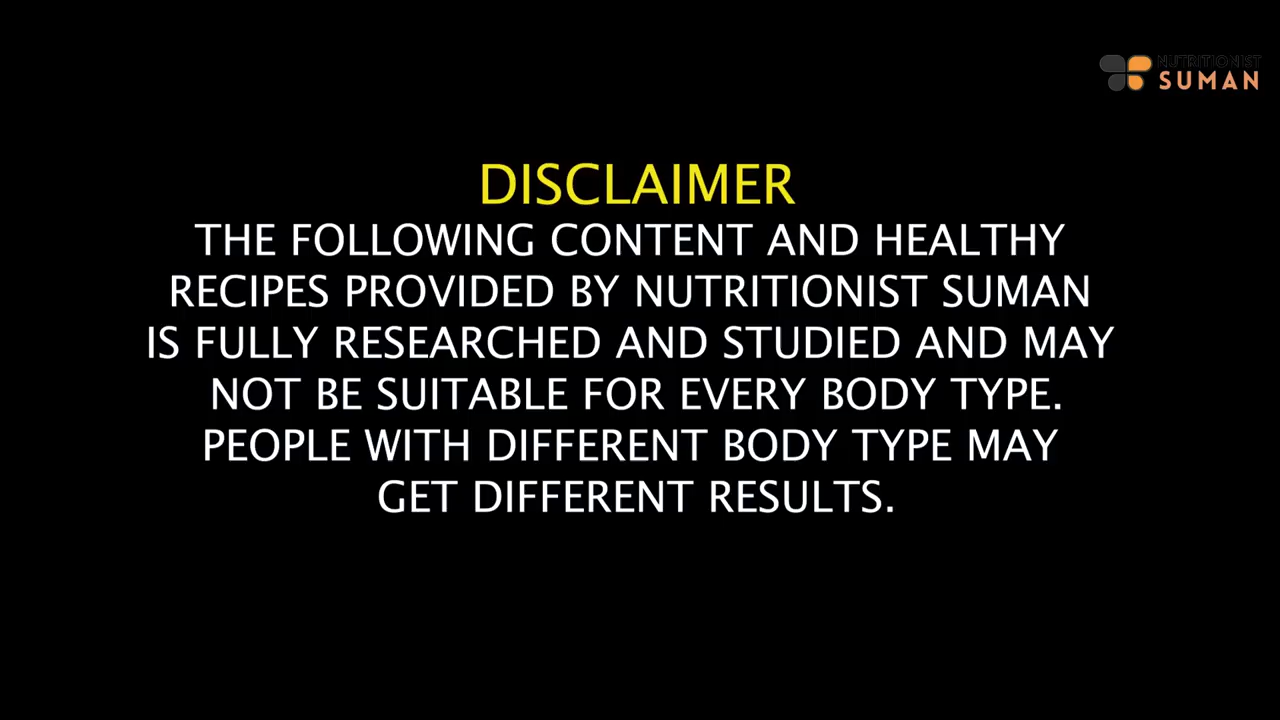 NUTRITIONIST
SUMAN
DISCLAIMER
THE FOLLOWING CONTENT AND HEALTHY
RECIPES PROVIDED BY NUTRITIONIST SUMAN
IS FULLY RESEARCHED AND STUDIED AND MAY
NOT BE SUITABLE FOR EVERY BODY TYPE.
PEOPLE WITH DIFFERENT BODY TYPE MAY
GET DIFFERENT RESULTS.